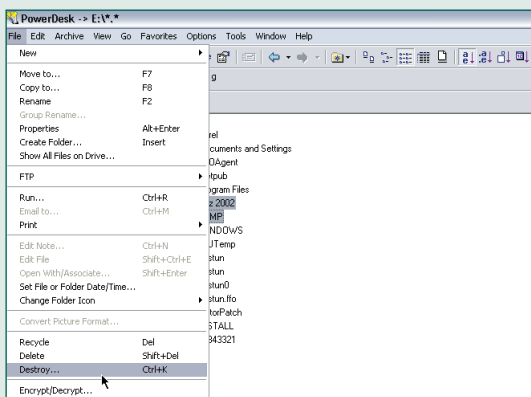 PowerDesk -> E:\*.*
File Edit Archive View Go Favorites Options Tools Window Help
New
g
Move to... F7
Copy to... F8
Rename F2
Group Rename...
Properties Alt+Enter
rel
Create Folder... Insert
cuments and Settings
Show All Files on Drive...
OAgent
etpub
FTP
ogram Files
Run... Ctrl+R
z 2002
Email to... Ctrl+M
MP
Print
NDOWS
UTemp
Edit Note... Ctrl+N
stun
Edit File Shift+Ctrl+E
stun
Open With/Associate... Shift+Enter
stun0
Set File or Folder Date/Time...
stun.ffo
Change Folder Icon
torPatch
Convert Picture Format...
STALL
Recycle Del
843321
Delete Shift+Del
Destroy... Ctrl+K
Encrypt/Decrypt...